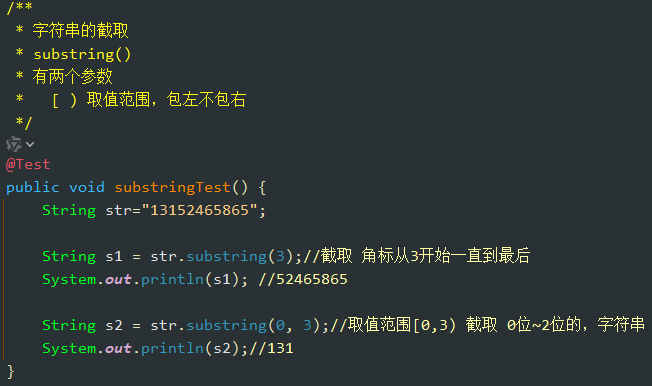 /**
 * 字符串的截取
 * substring()
 * 有两个参数
 *   [ ) 取值范围，包左不包右
 */
@Test
public void substringTest() {
    String str="13152465865";
    String s1 = str.substring(3);//截取 角标从3开始一直到最后
    System.out.println(s1); //52465865
    String s2 = str.substring(0, 3);//取值范围[0,3) 截取 0位~2位的，字符串
    System.out.println(s2);//131
}